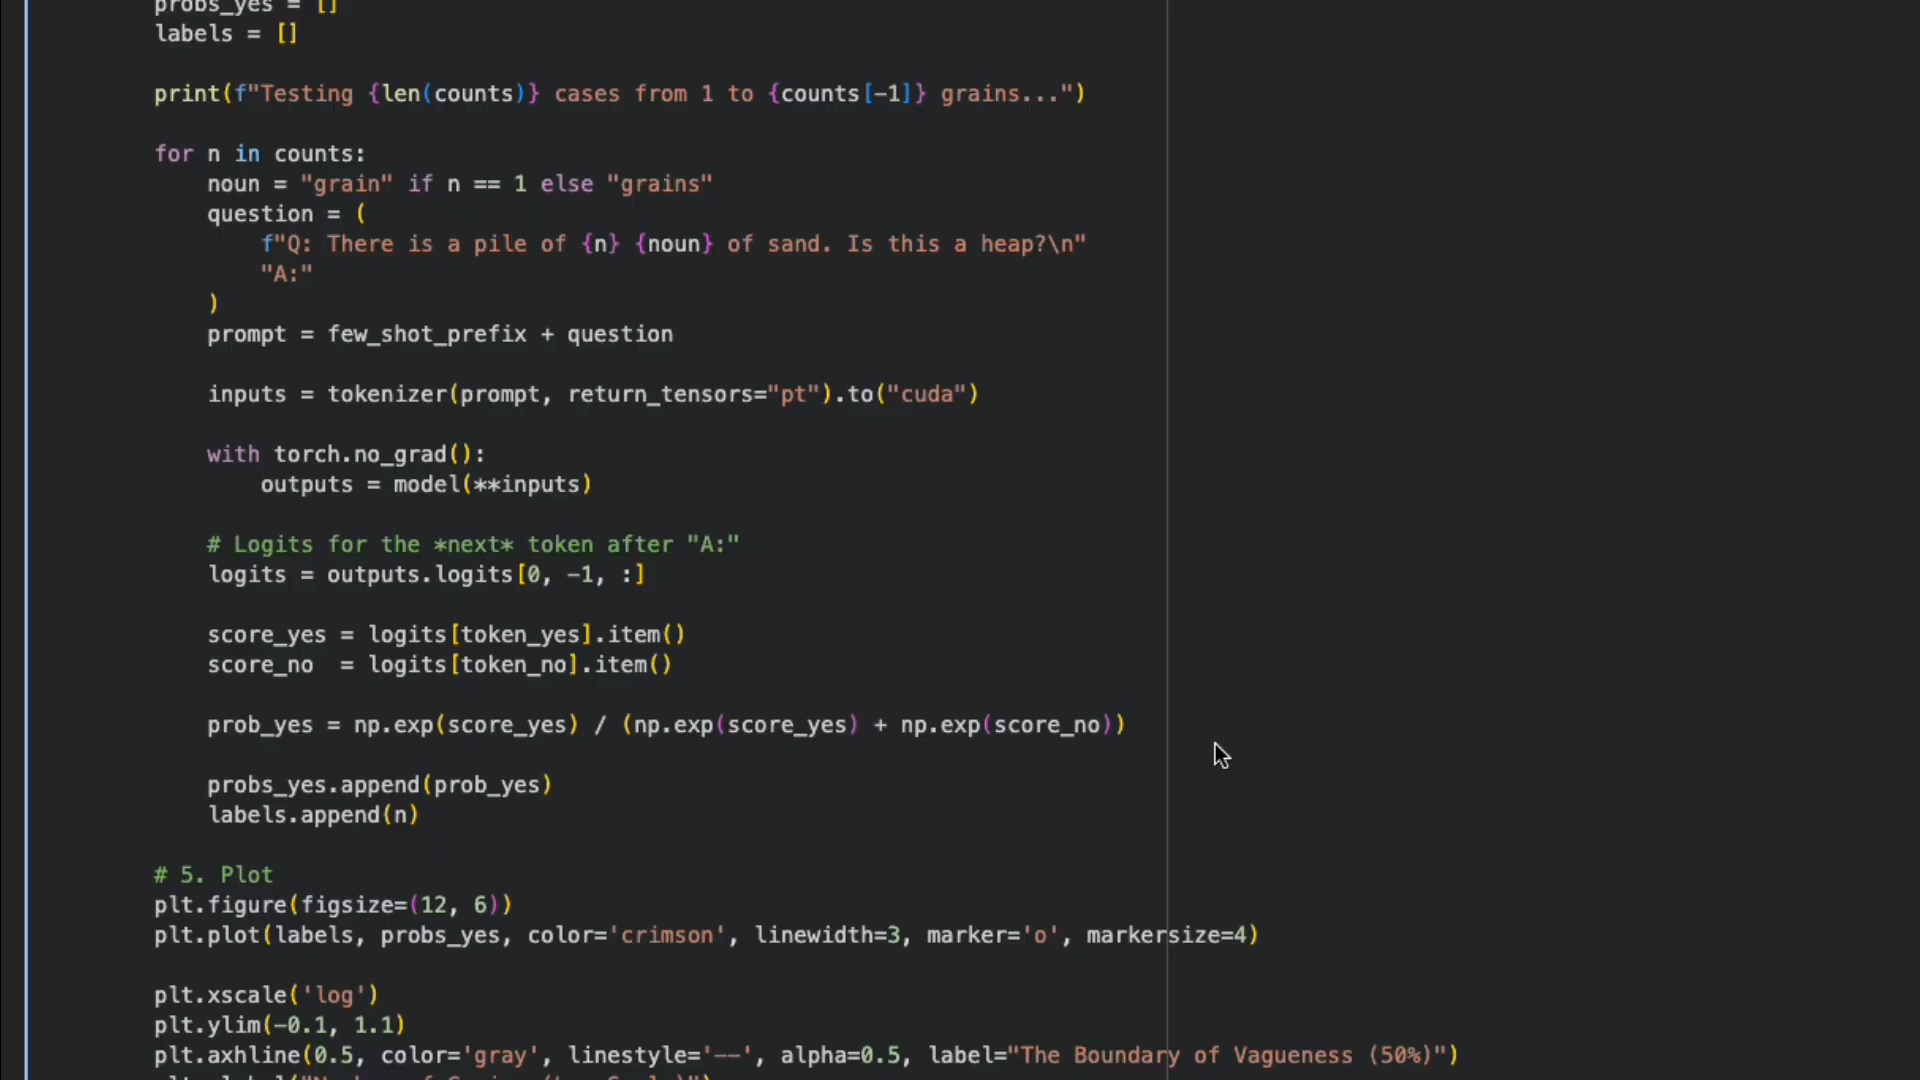 probs_yes = []
labels = []
print(f"Testing {len(counts)} cases from 1 to {counts[-1]} grains...")
for n in counts:
    noun = "grain" if n == 1 else "grains"
    question = (
        f"Q: There is a pile of {n} {noun} of sand. Is this a heap?\n"
        "A:"
    )
    prompt = few_shot_prefix + question
    inputs = tokenizer(prompt, return_tensors="pt").to("cuda")
    with torch.no_grad():
        outputs = model(**inputs)
    # Logits for the *next* token after "A:"
    logits = outputs.logits[0, -1, :]
    score_yes = logits[token_yes].item()
    score_no  = logits[token_no].item()
    prob_yes = np.exp(score_yes) / (np.exp(score_yes) + np.exp(score_no))
    probs_yes.append(prob_yes)
    labels.append(n)
# 5. Plot
plt.figure(figsize=(12, 6))
plt.plot(labels, probs_yes, color='crimson', linewidth=3, marker='o', markersize=4)
plt.xscale('log')
plt.ylim(-0.1, 1.1)
plt.axhline(0.5, color='gray', linestyle='--', alpha=0.5, label="The Boundary of Vagueness (50%)")